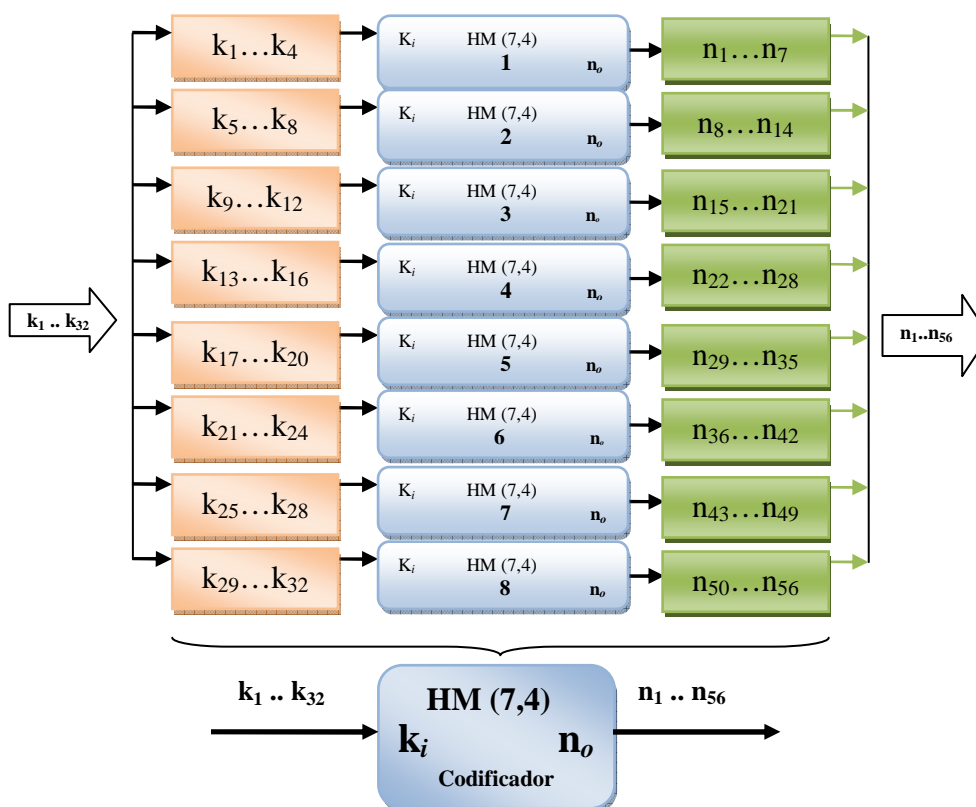 k₁…k₄
Kᵢ HM (7,4)
1 nₒ
n₁…n₇
k₅…k₈
Kᵢ HM (7,4)
2 nₒ
n₈…n₁₄
k₉…k₁₂
Kᵢ HM (7,4)
3 nₒ
n₁₅…n₂₁
k₁₃…k₁₆
Kᵢ HM (7,4)
4 nₒ
n₂₂…n₂₈
k₁ .. k₃₂
n₁..n₅₆
k₁₇…k₂₀
Kᵢ HM (7,4)
5 nₒ
n₂₉…n₃₅
k₂₁…k₂₄
Kᵢ HM (7,4)
6 nₒ
n₃₆…n₄₂
k₂₅…k₂₈
Kᵢ HM (7,4)
7 nₒ
n₄₃…n₄₉
k₂₉…k₃₂
Kᵢ HM (7,4)
8 nₒ
n₅₀…n₅₆
k₁ .. k₃₂
HM (7,4)
kᵢ nₒ
Codificador
n₁ .. n₅₆